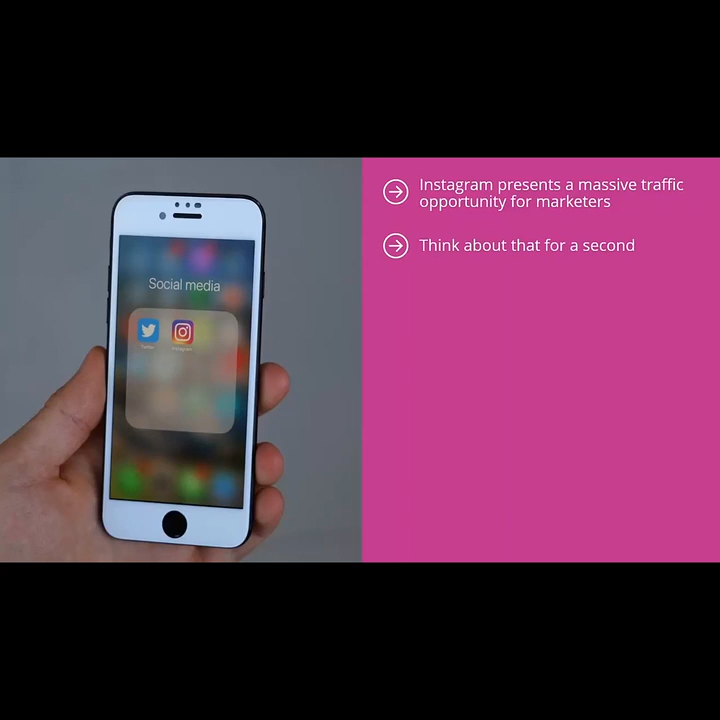 Instagram presents a massive traffic
opportunity for marketers
Think about that for a second
Social media
Twitter
Instagram